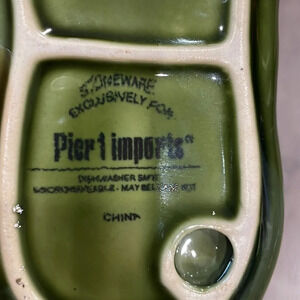 STONEWARE
EXCLUSIVELY FOR
Pier 1 imports®
DISHWASHER SAFE
MICROWAVEABLE - MAY BECOME HOT
CHINA